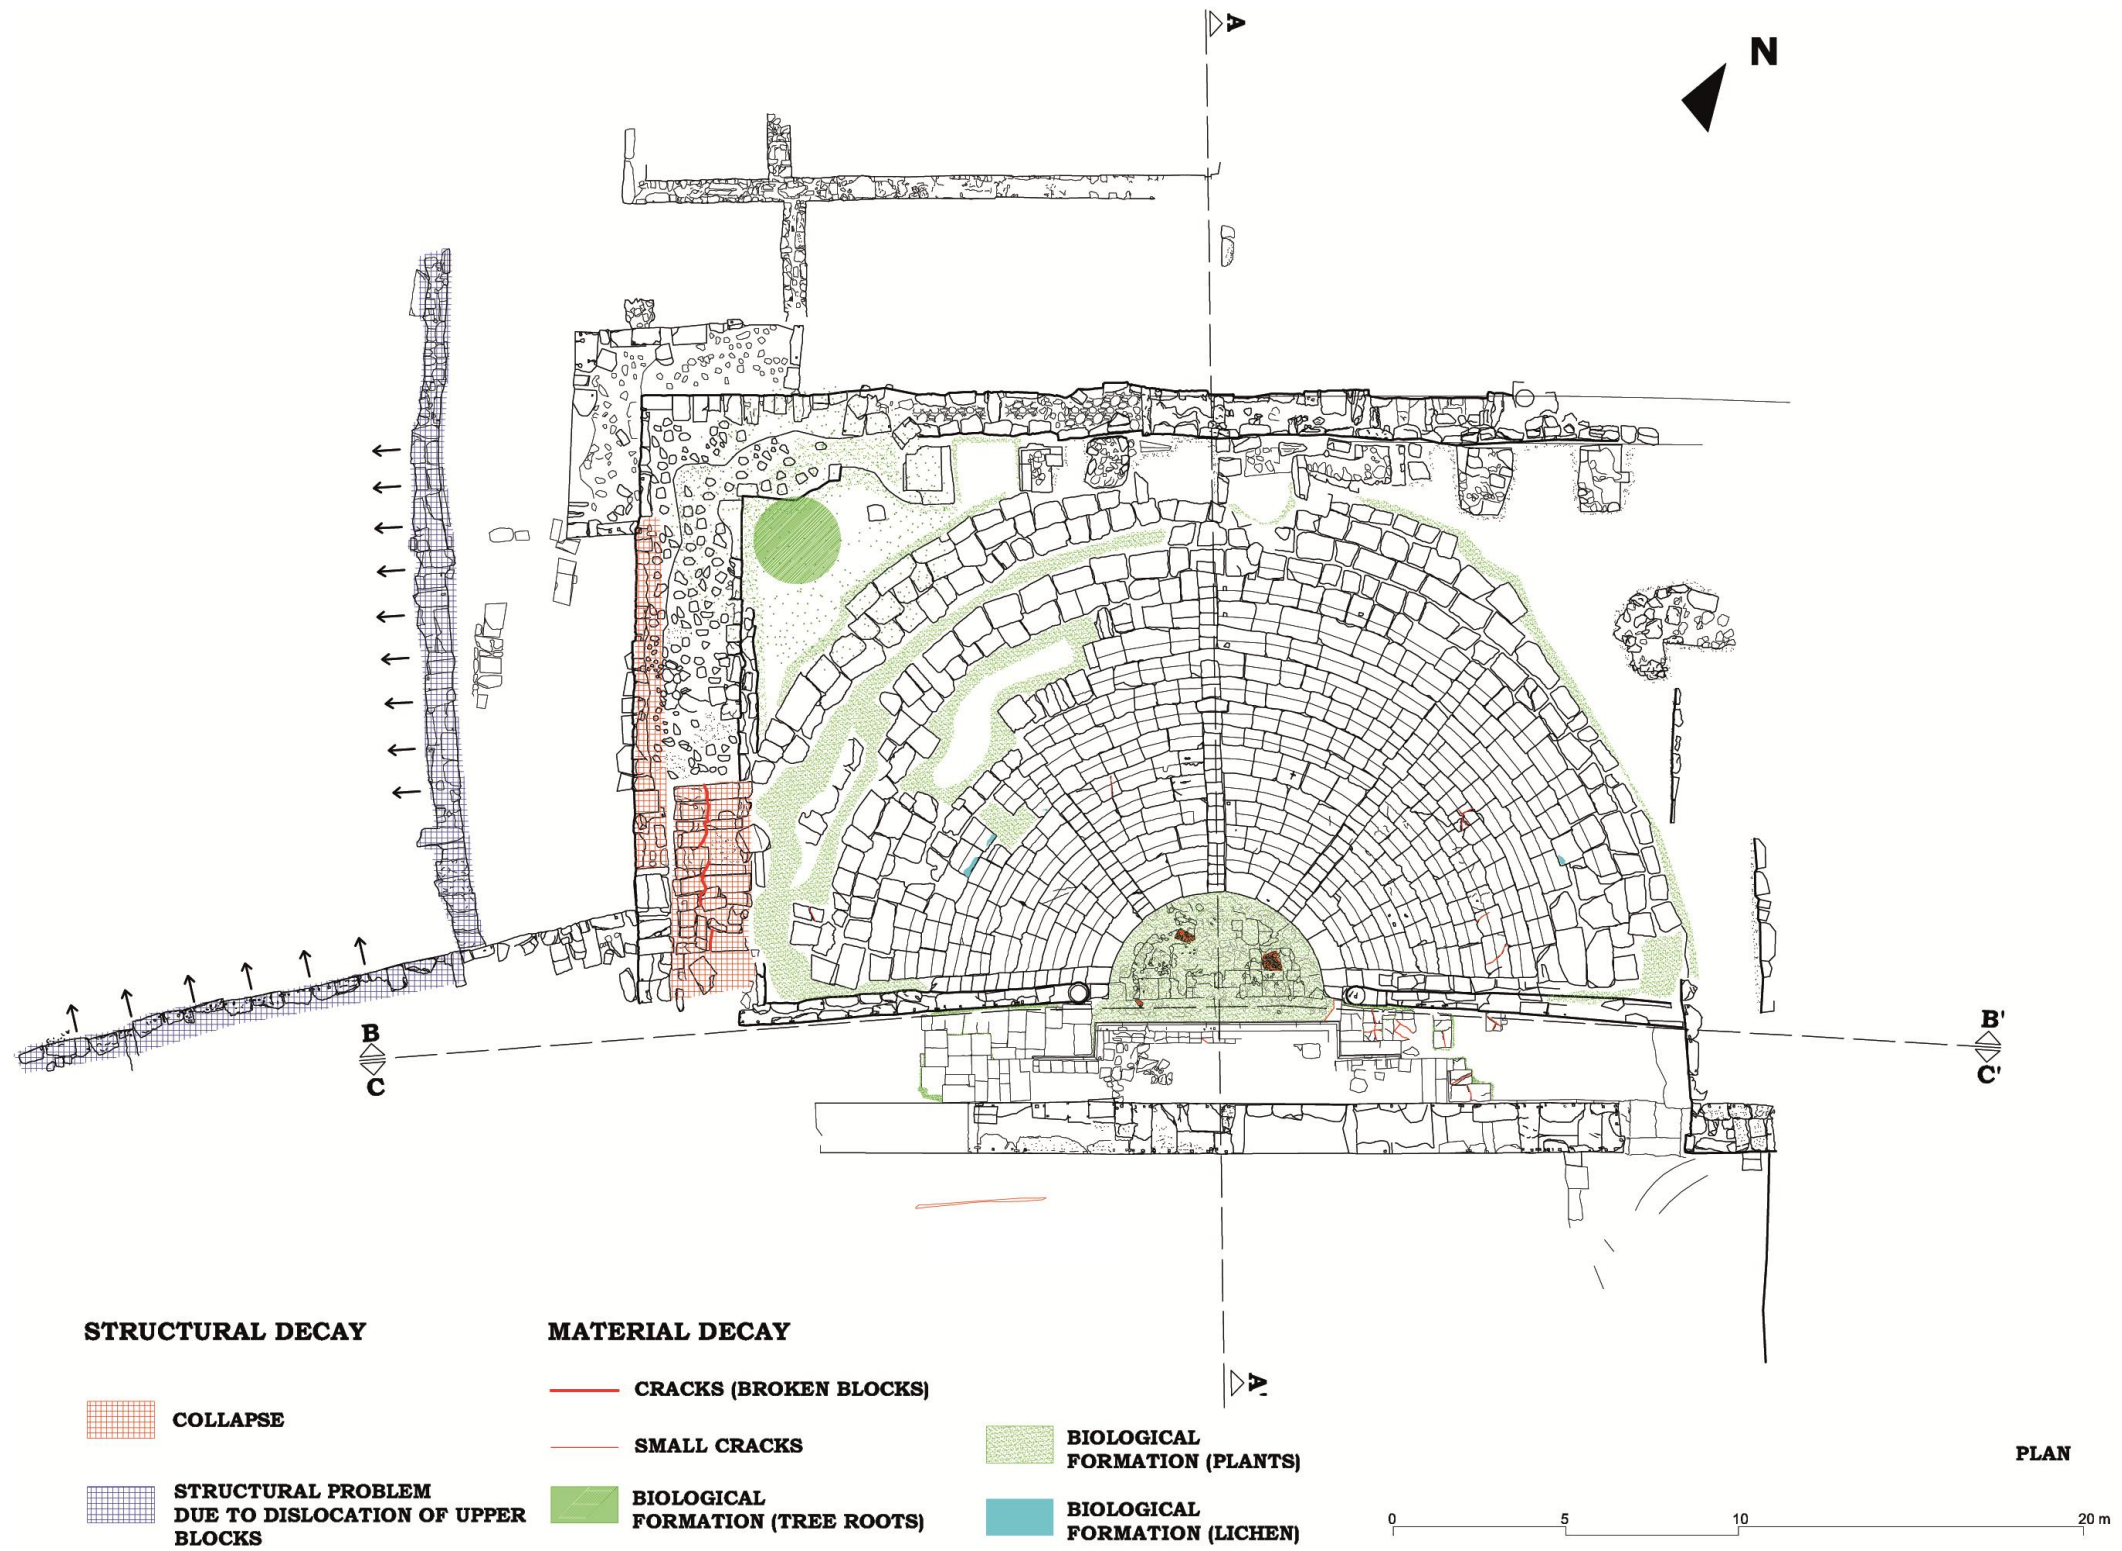 A
N
B
C
B'
C'
A'
STRUCTURAL DECAY
COLLAPSE
STRUCTURAL PROBLEM
DUE TO DISLOCATION OF UPPER
BLOCKS
MATERIAL DECAY
CRACKS (BROKEN BLOCKS)
SMALL CRACKS
BIOLOGICAL
FORMATION (TREE ROOTS)
BIOLOGICAL
FORMATION (PLANTS)
BIOLOGICAL
FORMATION (LICHEN)
PLAN
0 5 10 20 m